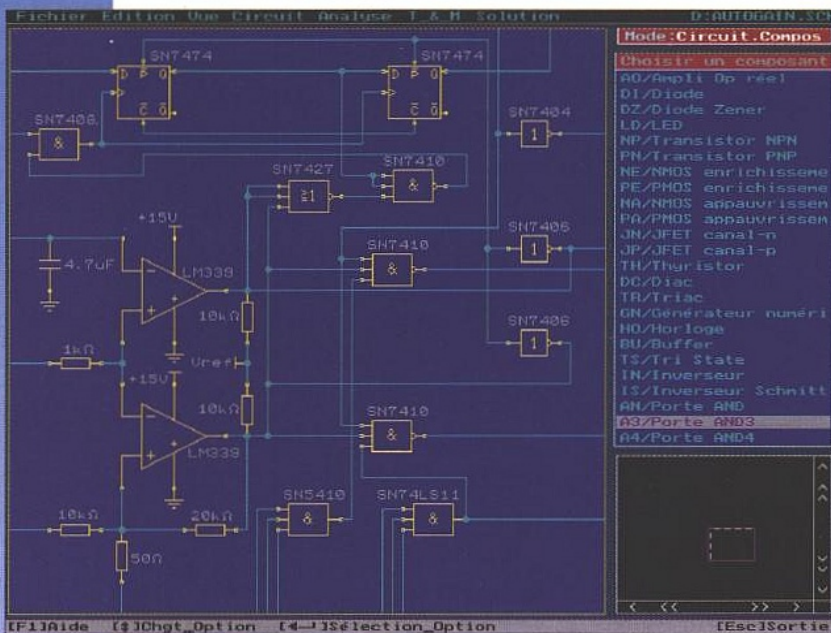 Fichier Edition Vue Circuit Analyse T & M Solution D:AUTOGAIN.SC
Mode:Circuit.Compos
Choisir un composant
AO/Ampli Op réel
DI/Diode
DZ/Diode Zener
LD/LED
NP/Transistor NPN
PN/Transistor PNP
NE/NMOS enrichisseme
PE/PMOS enrichisseme
NA/NMOS appauvrissem
PA/PMOS appauvrissem
JN/JFET canal-n
JP/JFET canal-p
TH/Thyristor
DC/Diac
TR/Triac
GN/Générateur numéri
HO/Horloge
BU/Buffer
TS/Tri State
IN/Inverseur
IS/Inverseur Schmitt
AN/Porte AND
A3/Porte AND3
A4/Porte AND4
SN7474 SN7474
D P Q D P Q
C Q C Q
SN7408
&
SN7404
1
SN7427 SN7410
≥1 &
+15V
SN7406
1
SN7410
&
4.7uF
LM339
10kΩ
SN7406
1
1kΩ
Vref
+15V
10kΩ
SN7410
&
LM339
SN5410 SN74LS11
& &
10kΩ 20kΩ
50Ω
< << >> >
[F1]Aide [↕]Chgt_Option [◄─┘]Sélection_Option [Esc]Sortie